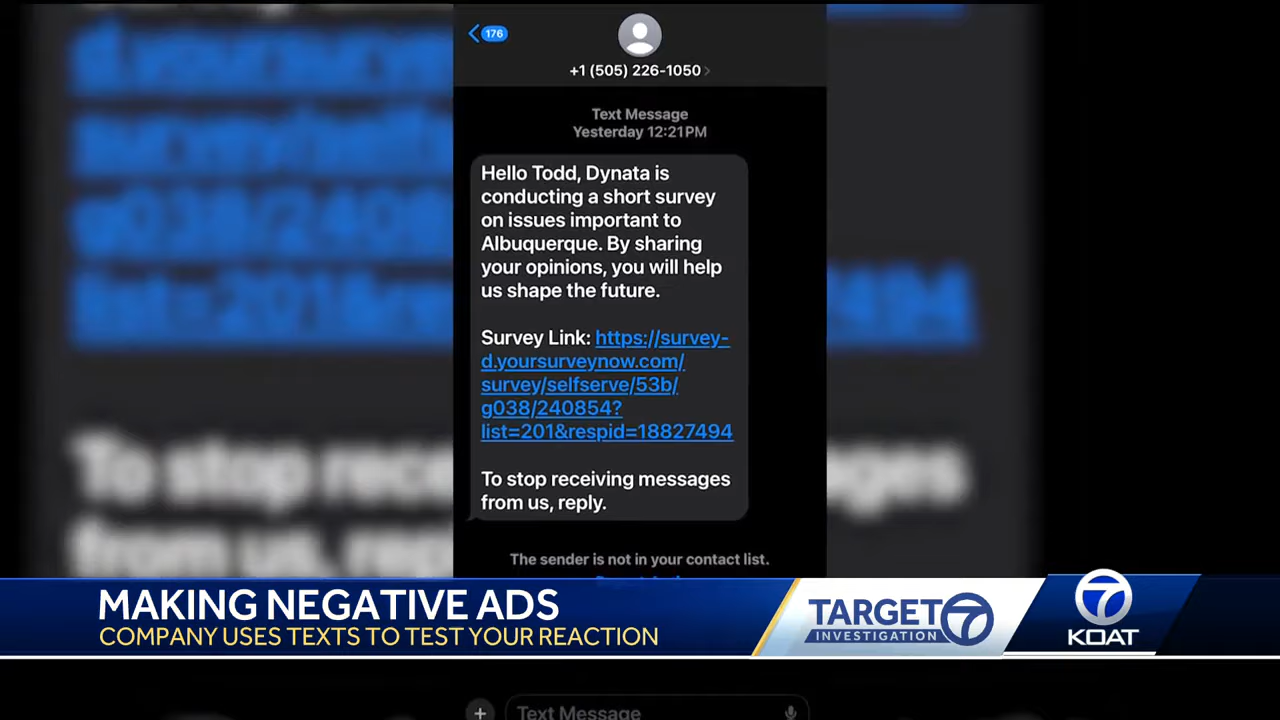 176
+1 (505) 226-1050
Text Message
Yesterday 12:21PM
Hello Todd, Dynata is
conducting a short survey
on issues important to
Albuquerque. By sharing
your opinions, you will help
us shape the future.
Survey Link: https://survey-
d.yoursurveynow.com/
survey/selfserve/53b/
g038/240854?
list=201&respid=18827494
To stop receiving messages
from us, reply.
The sender is not in your contact list.
MAKING NEGATIVE ADS
COMPANY USES TEXTS TO TEST YOUR REACTION
TARGET 7
INVESTIGATION
7
KOAT
Text Message